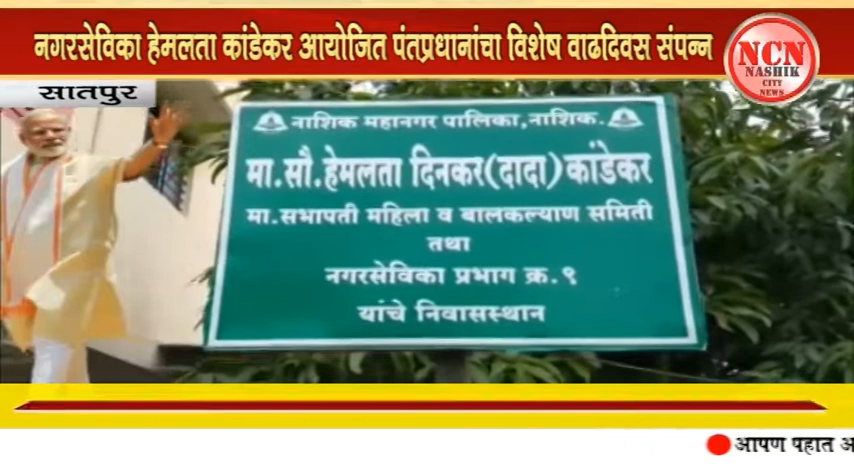 नगरसेविका हेमलता कांडेकर आयोजित पंतप्रधानांचा विशेष वाढदिवस संपन्न
NCN
NASHIK
CITY
NEWS
सातपुर
नाशिक महानगर पालिका,नाशिक.
मा.सौ.हेमलता दिनकर(दादा)कांडेकर
मा.सभापती महिला व बालकल्याण समिती
तथा
नगरसेविका प्रभाग क्र.९
यांचे निवासस्थान
आपण पहात अ